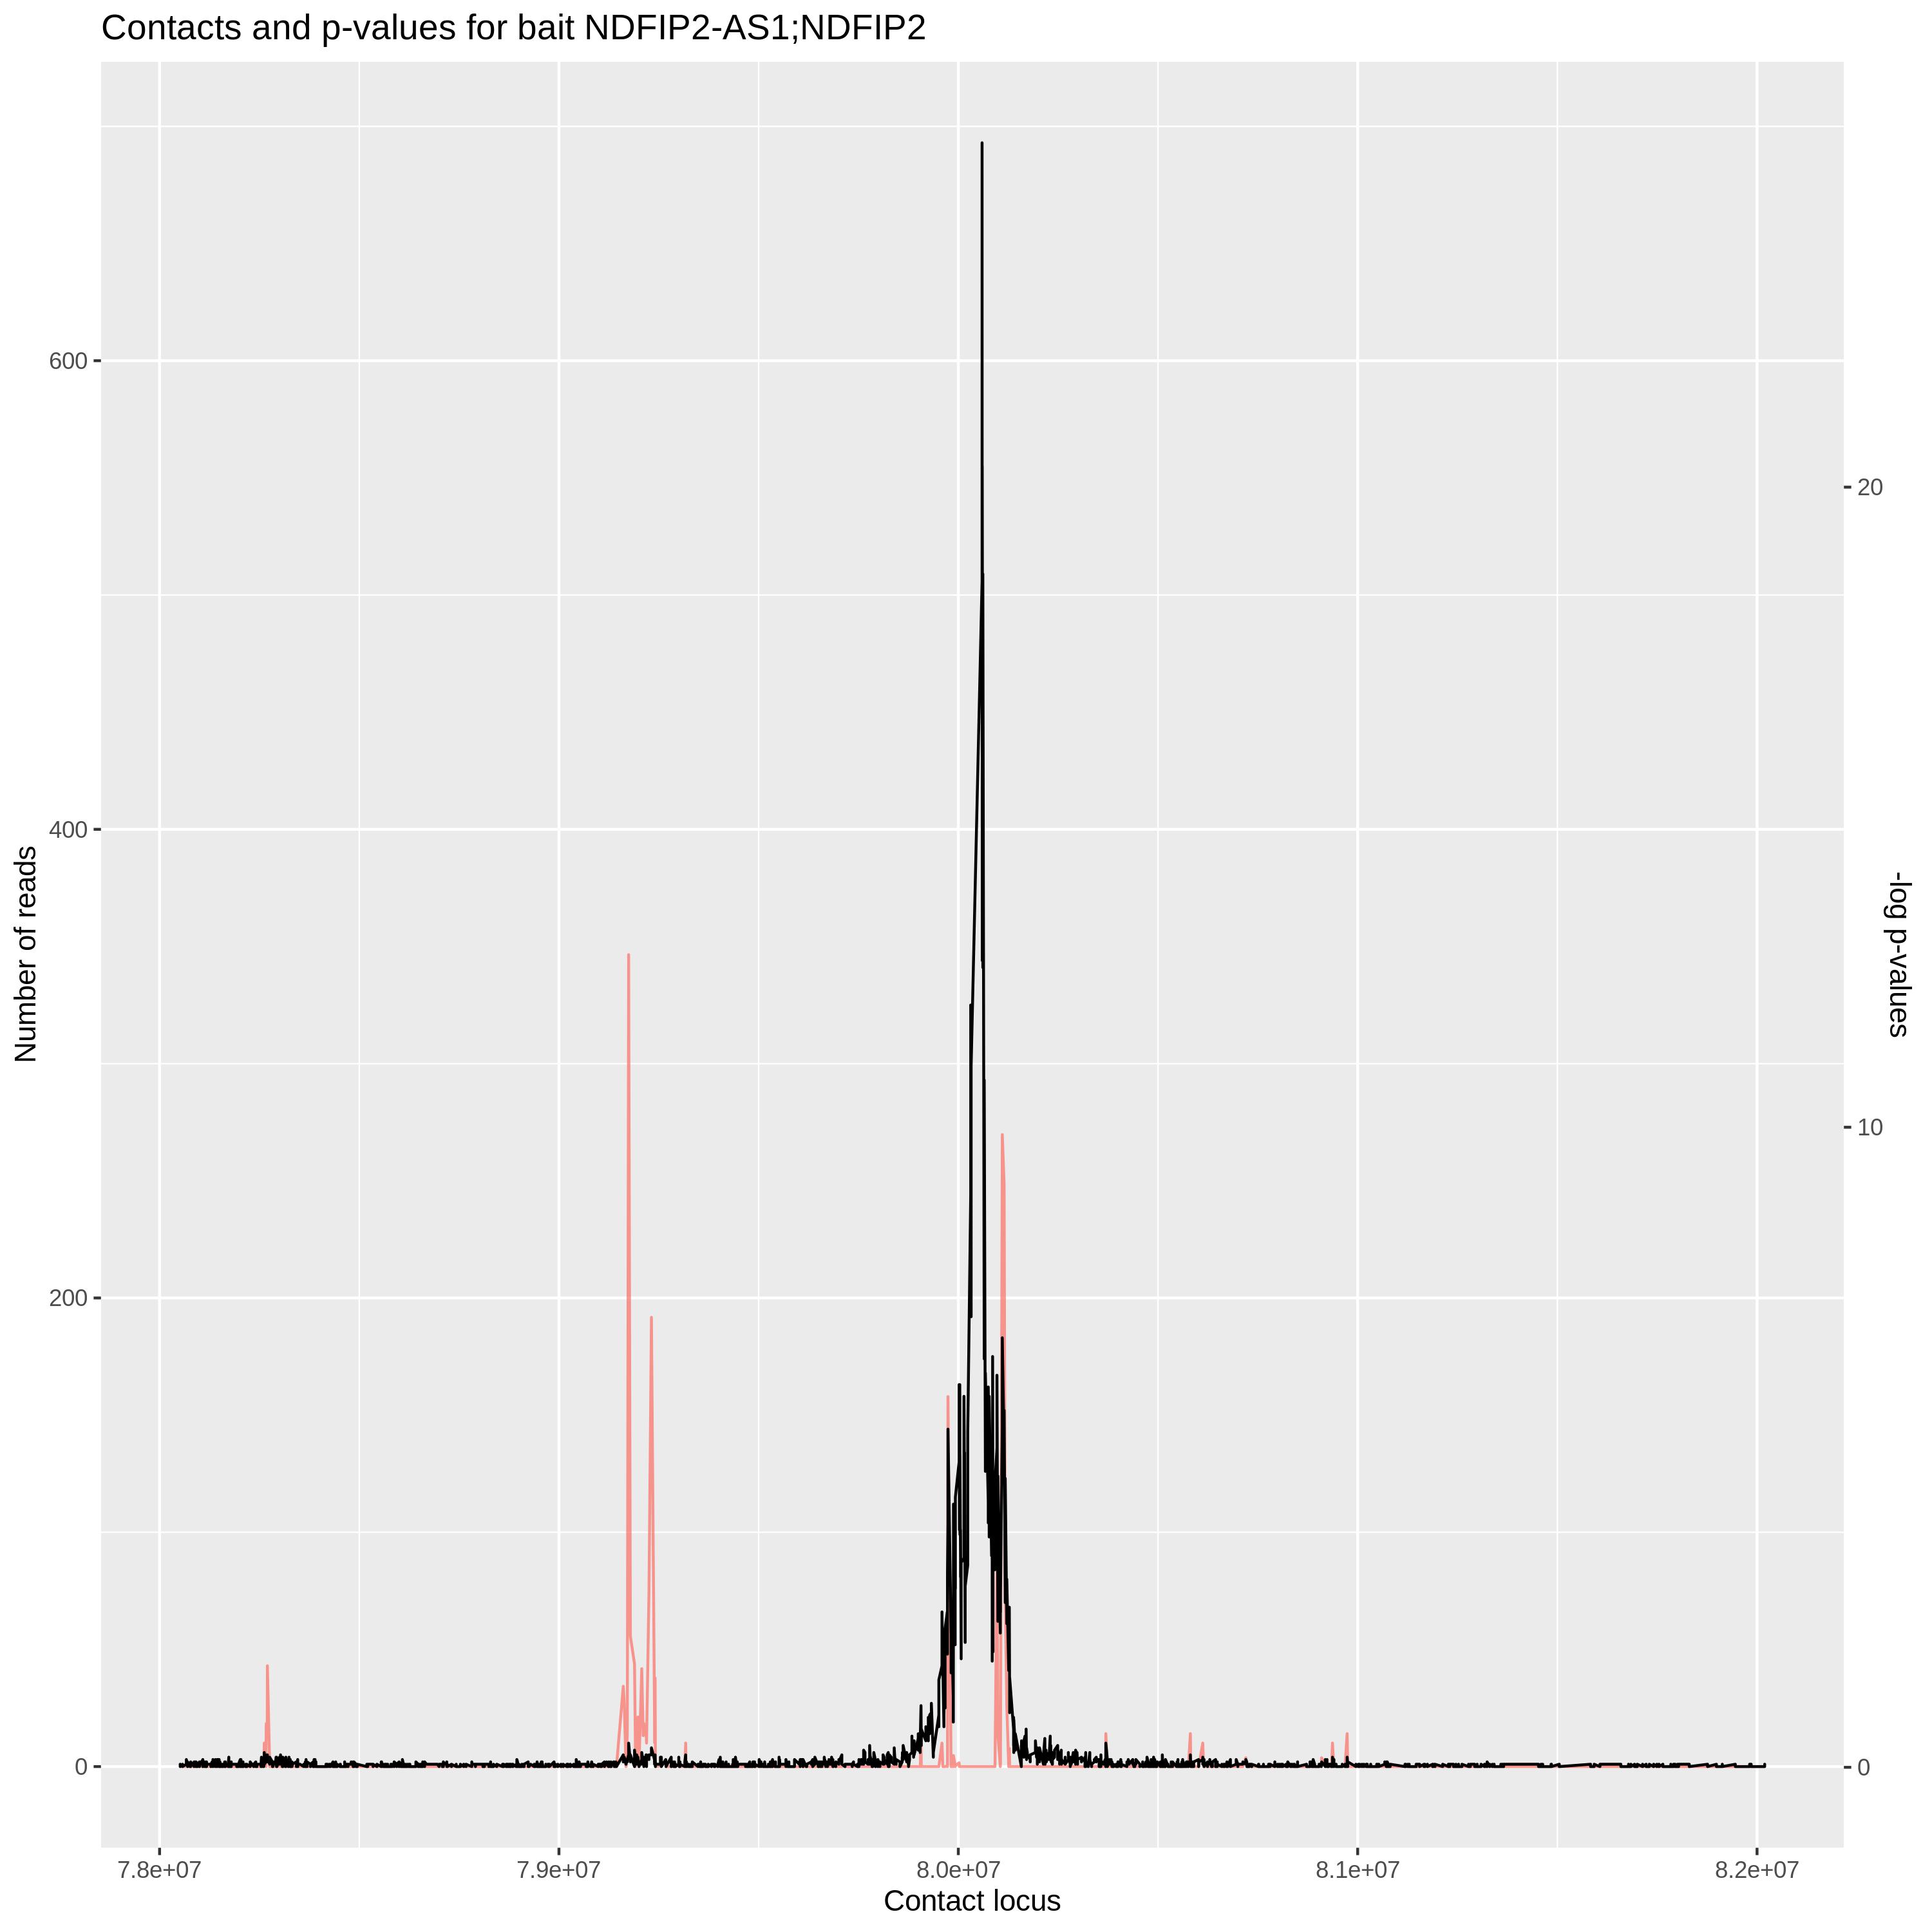 Contacts and p-values for bait NDFIP2-AS1;NDFIP2
600
400
200
0
Number of reads
20
10
0
-log p-values
7.8e+07
7.9e+07
8.0e+07
8.1e+07
8.2e+07
Contact locus